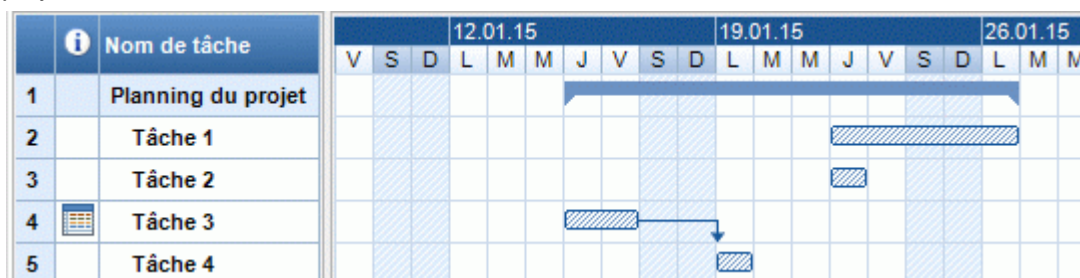 12.01.15 19.01.15 26.01.15
i Nom de tâche
V S D L M M J V S D L M M J V S D L M
1 Planning du projet
2 Tâche 1
3 Tâche 2
4 Tâche 3
5 Tâche 4